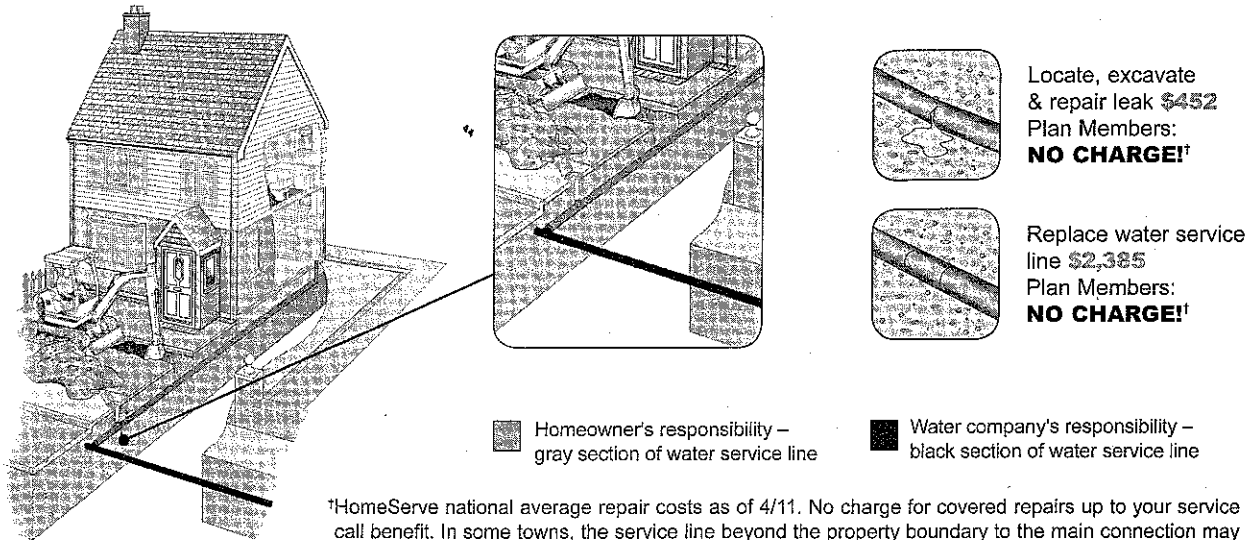 Locate, excavate
& repair leak $452
Plan Members:
NO CHARGE!†
Replace water service
line $2,385
Plan Members:
NO CHARGE!†
Homeowner's responsibility –
gray section of water service line
Water company's responsibility –
black section of water service line
†HomeServe national average repair costs as of 4/11. No charge for covered repairs up to your service
call benefit. In some towns, the service line beyond the property boundary to the main connection may